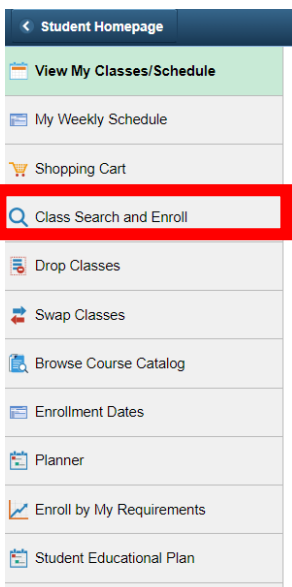 Student Homepage
View My Classes/Schedule
My Weekly Schedule
Shopping Cart
Class Search and Enroll
Drop Classes
Swap Classes
Browse Course Catalog
Enrollment Dates
Planner
Enroll by My Requirements
Student Educational Plan